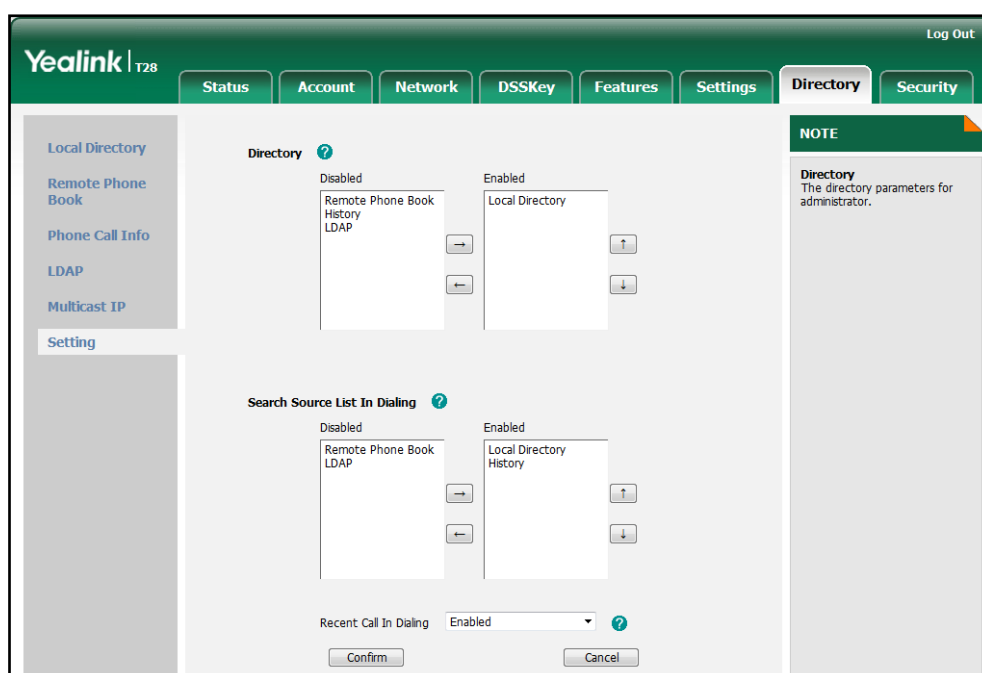 Log Out
Yealink T28
Status Account Network DSSKey Features Settings Directory Security
Local Directory
Remote Phone
Book
Phone Call Info
LDAP
Multicast IP
Setting
Directory ?
Disabled Enabled
Remote Phone Book
History
LDAP
Local Directory
→ ↑
← ↓
Search Source List In Dialing ?
Disabled Enabled
Remote Phone Book
LDAP
Local Directory
History
→ ↑
← ↓
Recent Call In Dialing Enabled ?
Confirm Cancel
NOTE
Directory
The directory parameters for
administrator.